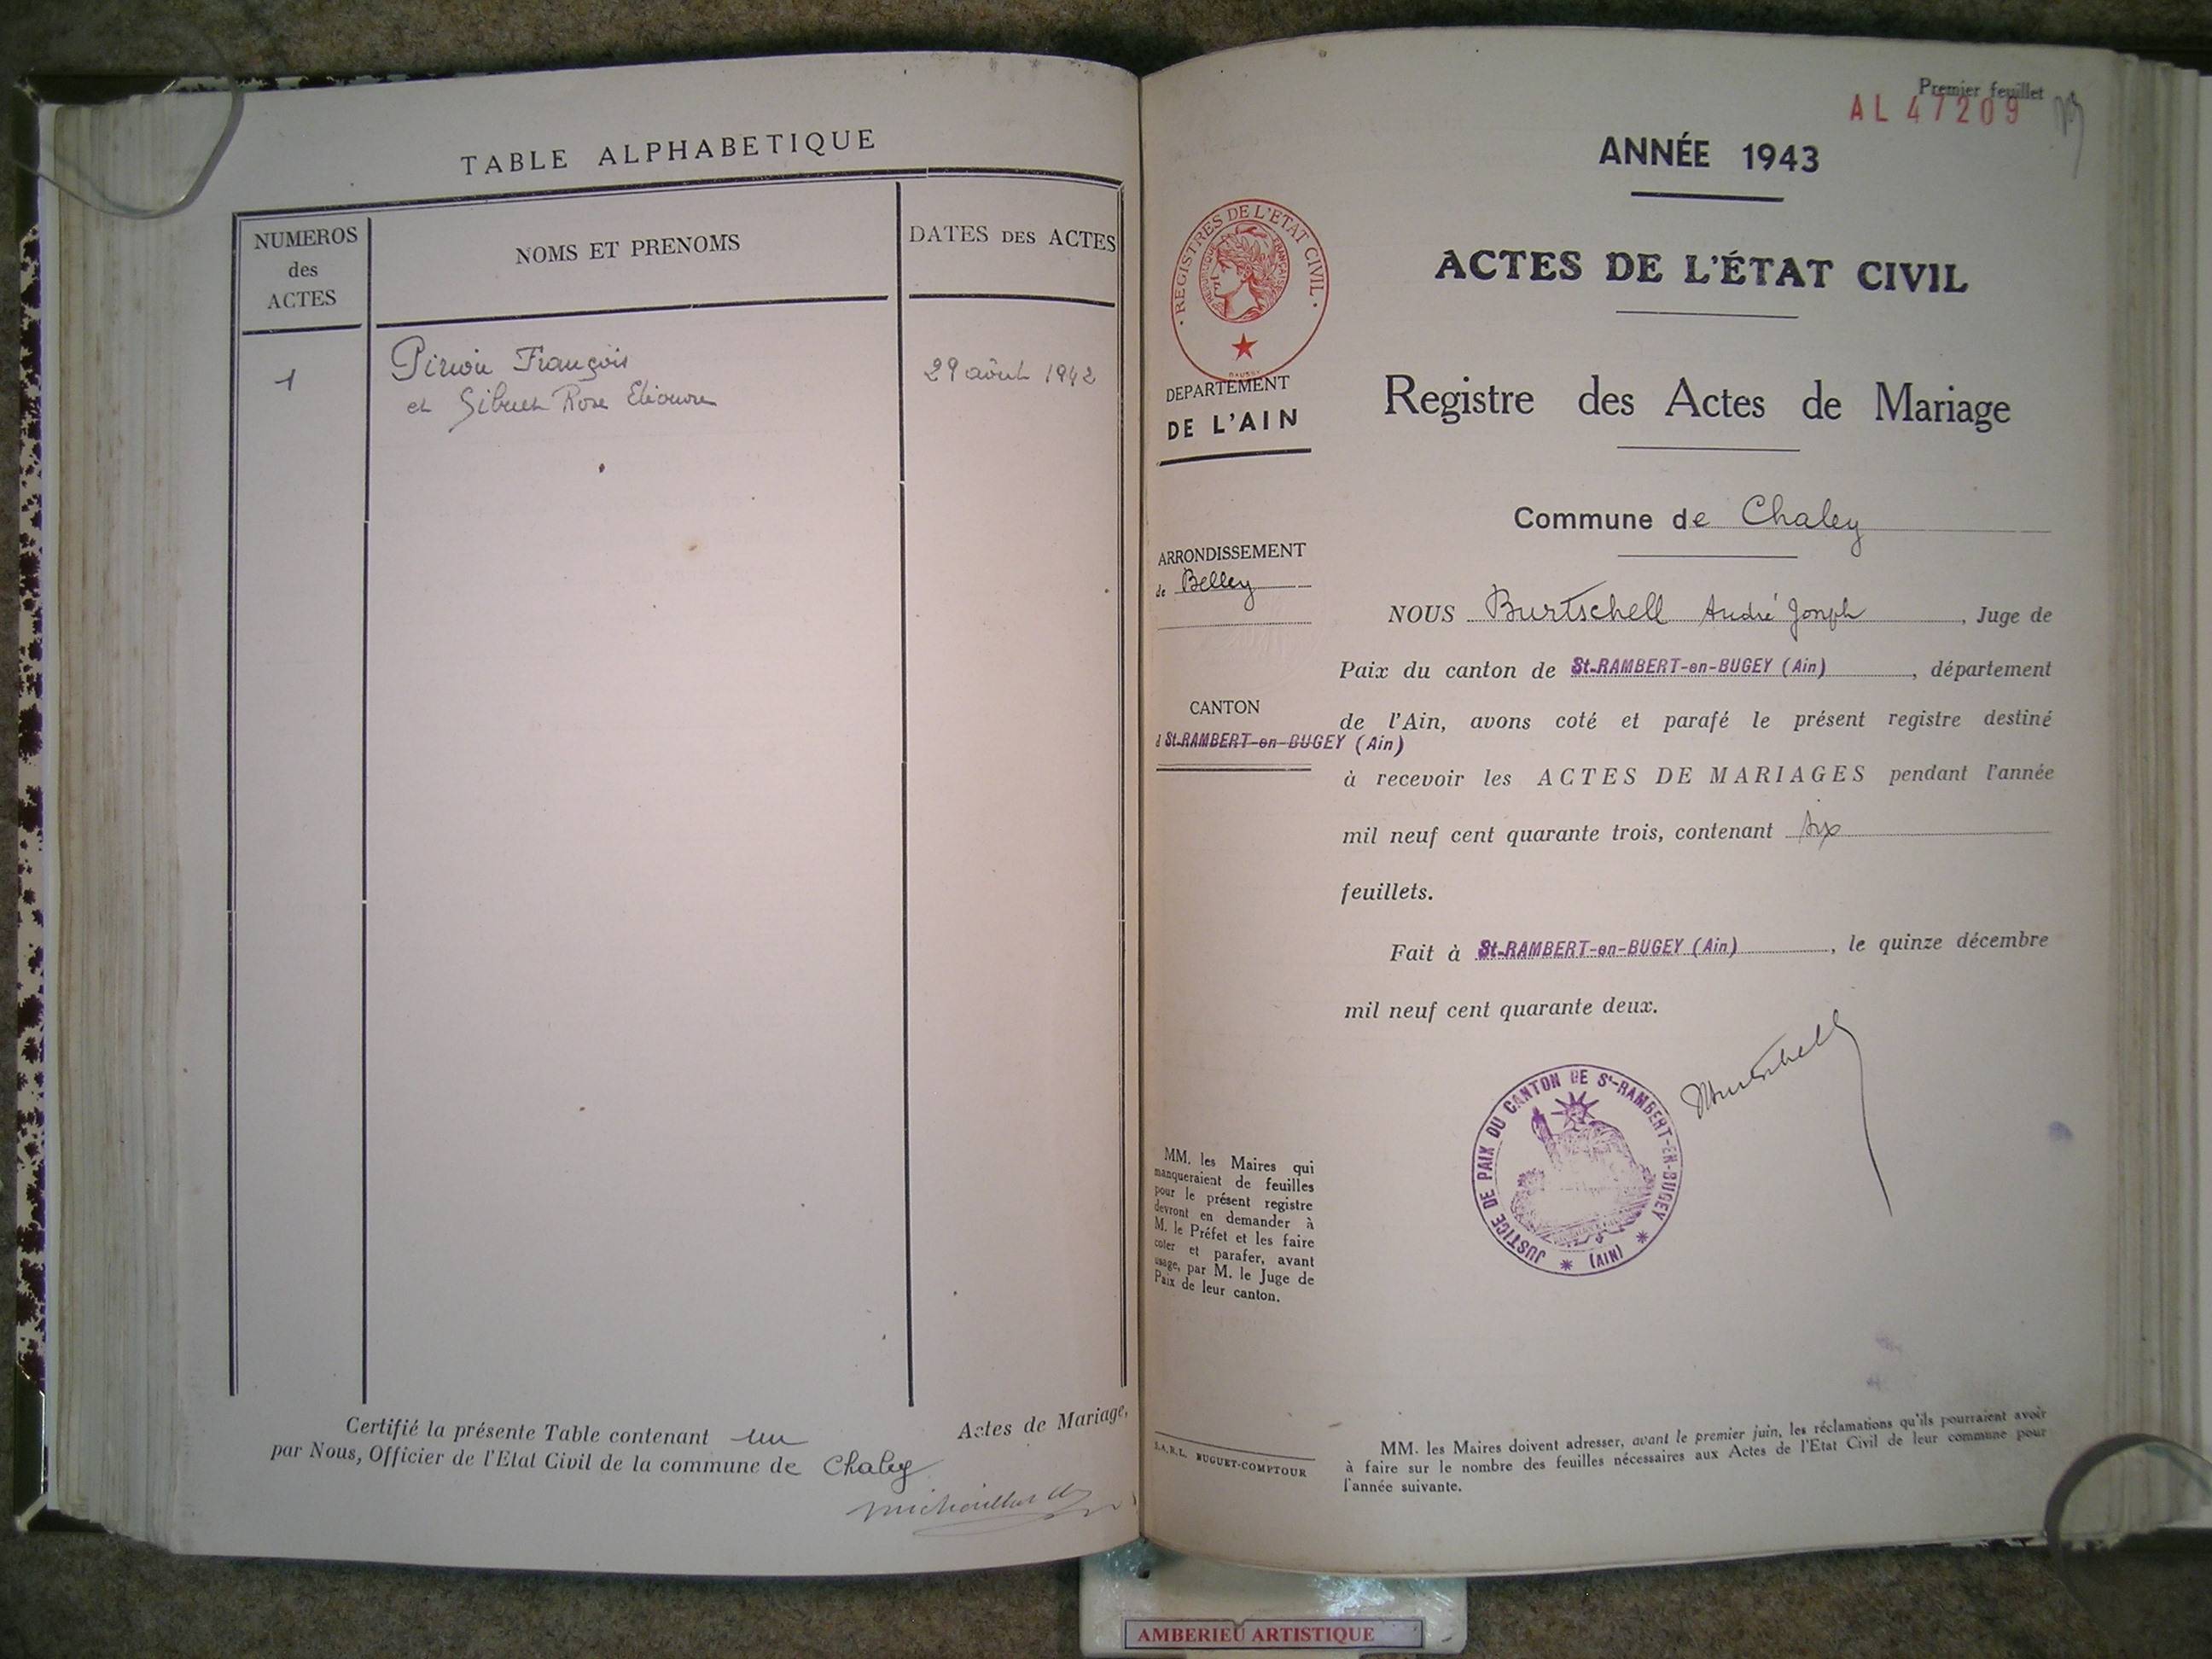 TABLE ALPHABETIQUE
NUMEROS
des
ACTES
NOMS ET PRENOMS
DATES DES ACTES
1
François
29 août 1942
et Rose
Certifié la présente Table contenant un Actes de Mariage,
par Nous, Officier de l'Etat Civil de la commune de Chaley
Premier feuillet
AL 47209
ANNÉE 1943
REGISTRES DE L'ETAT CIVIL
REPUBLIQUE FRANÇAISE
DEPARTEMENT
DE L'AIN
ACTES DE L'ÉTAT CIVIL
Registre des Actes de Mariage
Commune de Chaley
ARRONDISSEMENT
de Belley
NOUS Burtschell André Joseph, Juge de
Paix du canton de St-RAMBERT-en-BUGEY (Ain), département
CANTON
d St-RAMBERT-en-BUGEY (Ain)
de l'Ain, avons coté et parafé le présent registre destiné
à recevoir les ACTES DE MARIAGES pendant l'année
mil neuf cent quarante trois, contenant six
feuillets.
Fait à St-RAMBERT-en-BUGEY (Ain), le quinze décembre
mil neuf cent quarante deux.
Burtschell
JUSTICE DE PAIX DU CANTON DE St-RAMBERT-EN-BUGEY
(AIN)
MM. les Maires qui
manqueraient de feuilles
pour le présent registre
devront en demander à
M. le Préfet et les faire
coter et parafer, avant
usage, par M. le Juge de
Paix de leur canton.
S.A.R.L. BUGUET-COMPTOUR
MM. les Maires doivent adresser, avant le premier juin, les réclamations qu'ils pourraient avoir
à faire sur le nombre des feuilles nécessaires aux Actes de l'Etat Civil de leur commune pour
l'année suivante.
AMBERIEU ARTISTIQUE